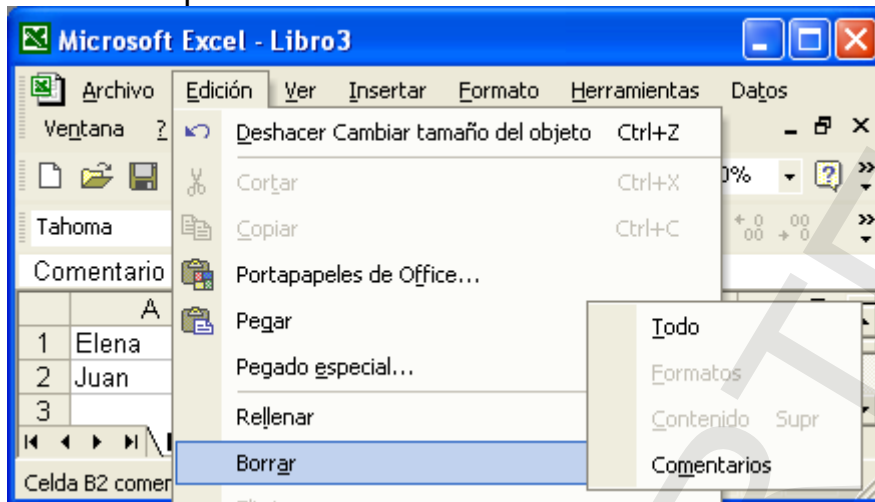 Microsoft Excel - Libro3
Archivo Edición Ver Insertar Formato Herramientas Datos
Ventana ?
Deshacer Cambiar tamaño del objeto Ctrl+Z
Cortar Ctrl+X
0%
Copiar Ctrl+C
Tahoma
Portapapeles de Office...
Comentario
Pegar
A
Todo
1 Elena
Pegado especial...
Formatos
2 Juan
Rellenar
Contenido Supr
3
Borrar
Comentarios
Celda B2 comen